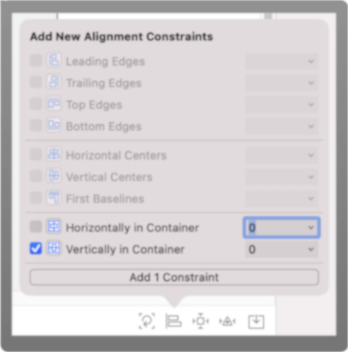 Add New Alignment Constraints
Leading Edges
Trailing Edges
Top Edges
Bottom Edges
Horizontal Centers
Vertical Centers
First Baselines
Horizontally in Container 0
Vertically in Container 0
Add 1 Constraint